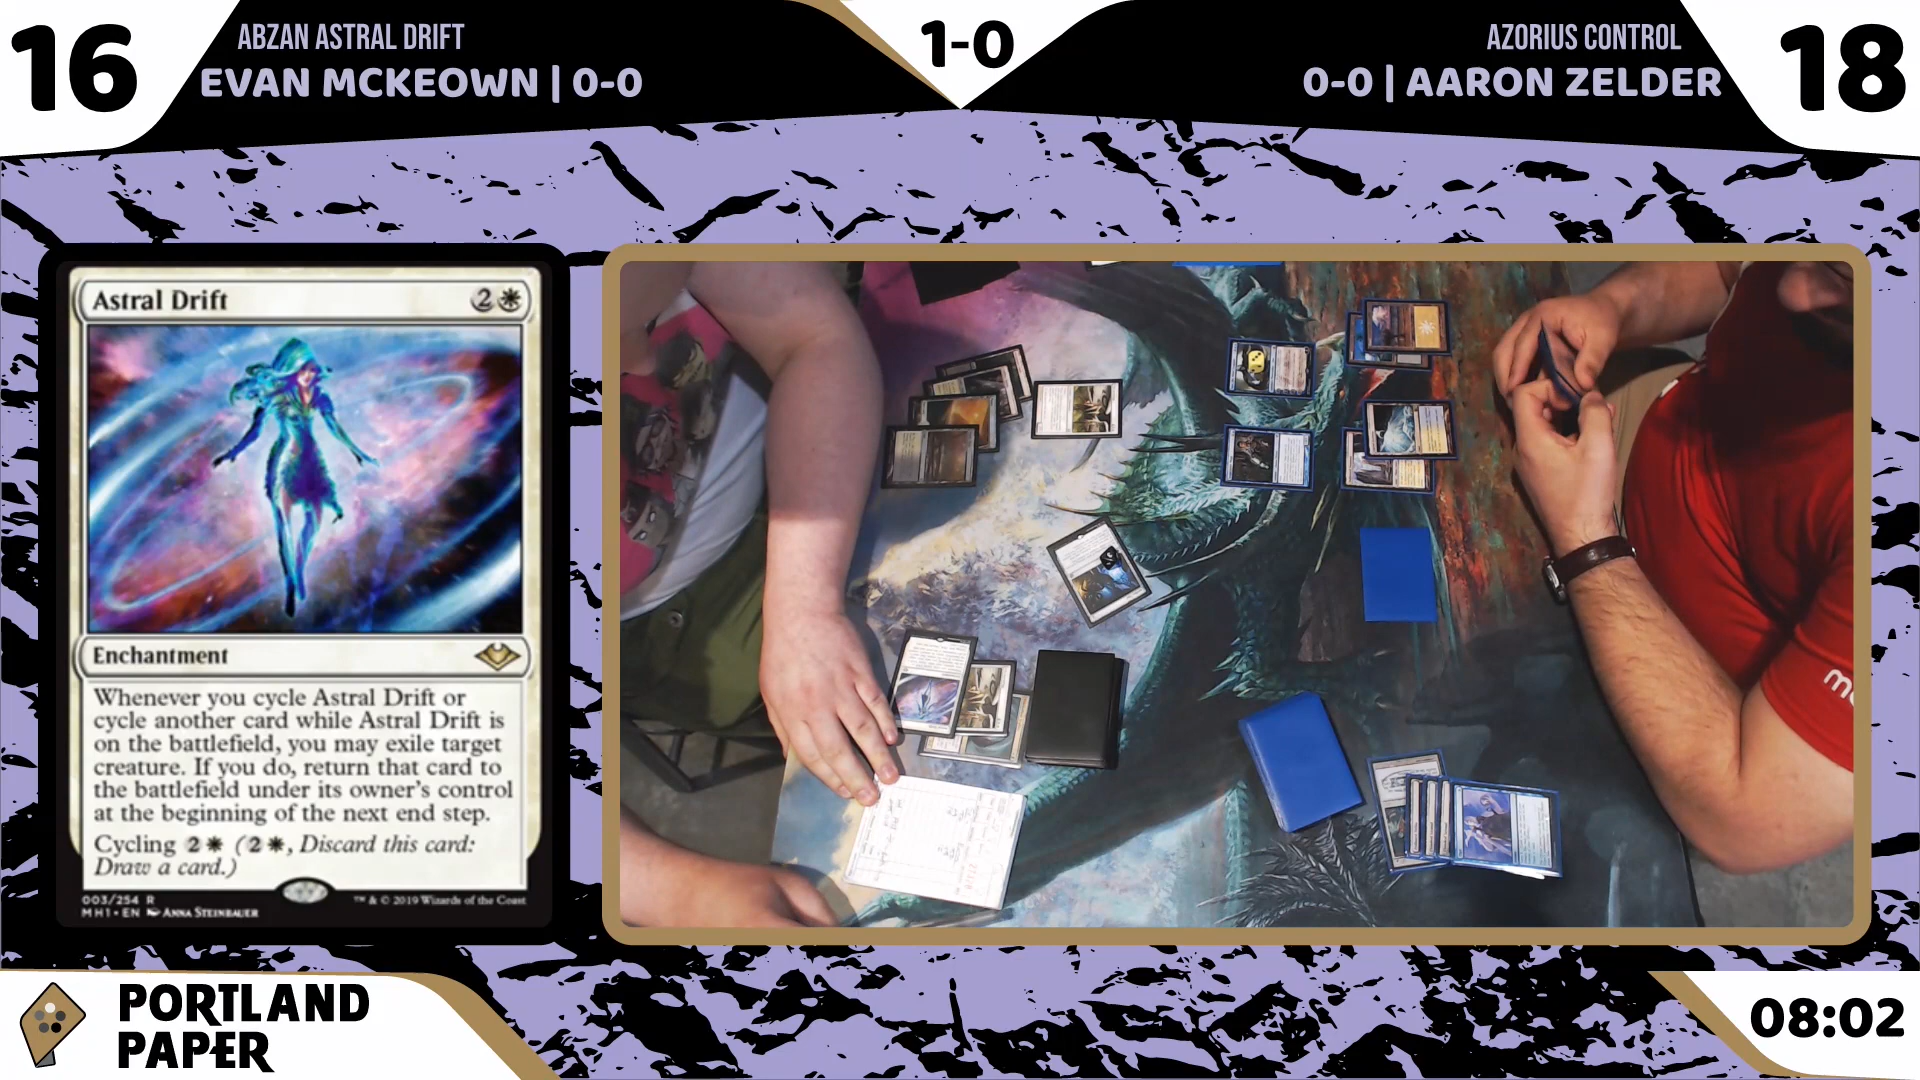 16
ABZAN ASTRAL DRIFT
EVAN MCKEOWN | 0-0
1-0
AZORIUS CONTROL
0-0 | AARON ZELDER
18
Astral Drift
2
Enchantment
Whenever you cycle Astral Drift or
cycle another card while Astral Drift is
on the battlefield, you may exile target
creature. If you do, return that card to
the battlefield under its owner's control
at the beginning of the next end step.
Cycling 2 (2, Discard this card:
Draw a card.)
003/254 R
MH1 • EN ANNA STEINBAUER
™ & © 2019 Wizards of the Coast
PORTLAND
PAPER
08:02